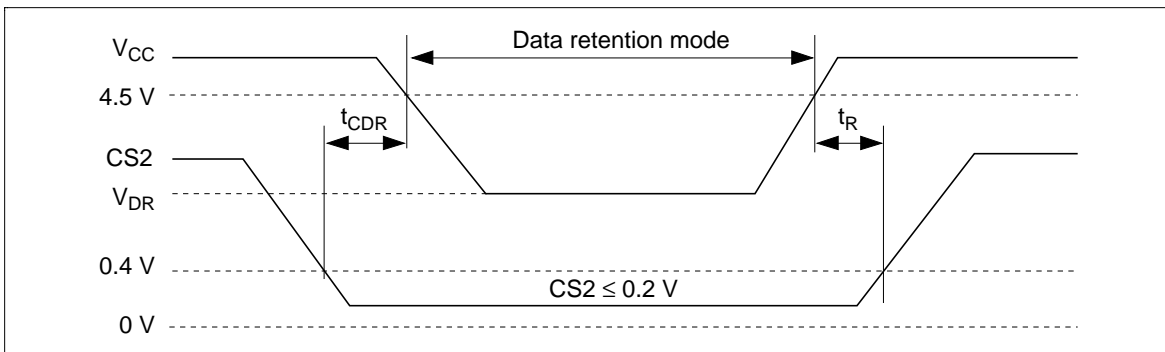 Data retention mode
VCC
4.5 V
tCDR
tR
CS2
VDR
0.4 V
CS2 ≤ 0.2 V
0 V